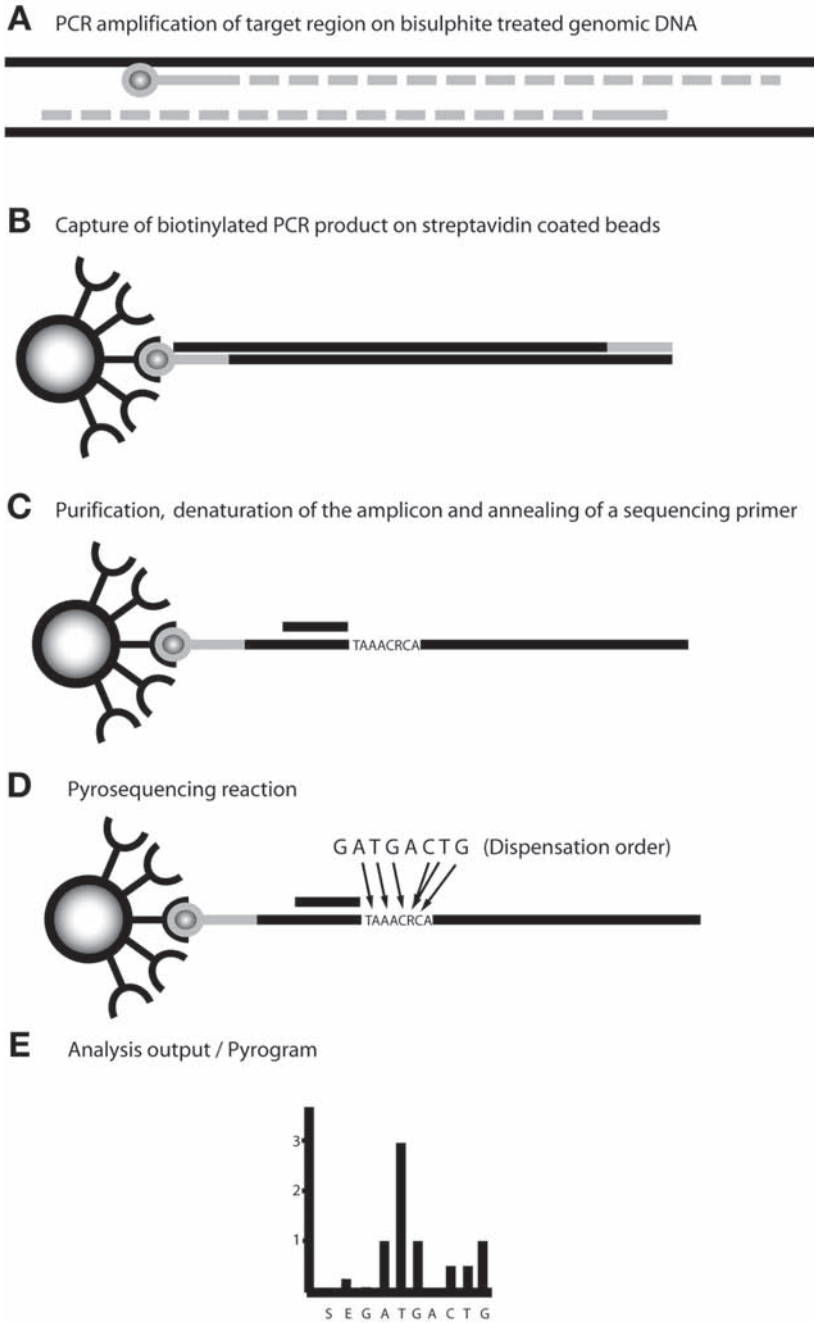 A PCR amplification of target region on bisulphite treated genomic DNA
B Capture of biotinylated PCR product on streptavidin coated beads
C Purification, denaturation of the amplicon and annealing of a sequencing primer
TAAACRCA
D Pyrosequencing reaction
G A T G A C T G (Dispensation order)
TAAACRCA
E Analysis output / Pyrogram
3
2
1
S E G A T G A C T G